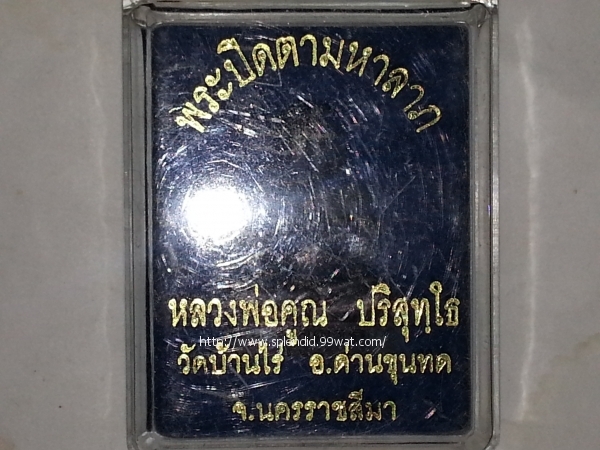 พระปิดตามหาลาภ
หลวงพ่อคูณ ปริสุทฺโธ
http://www.splendid.99wat.com/
วัดบ้านไร่ อ.ด่านขุนทด
จ.นครราชสีมา